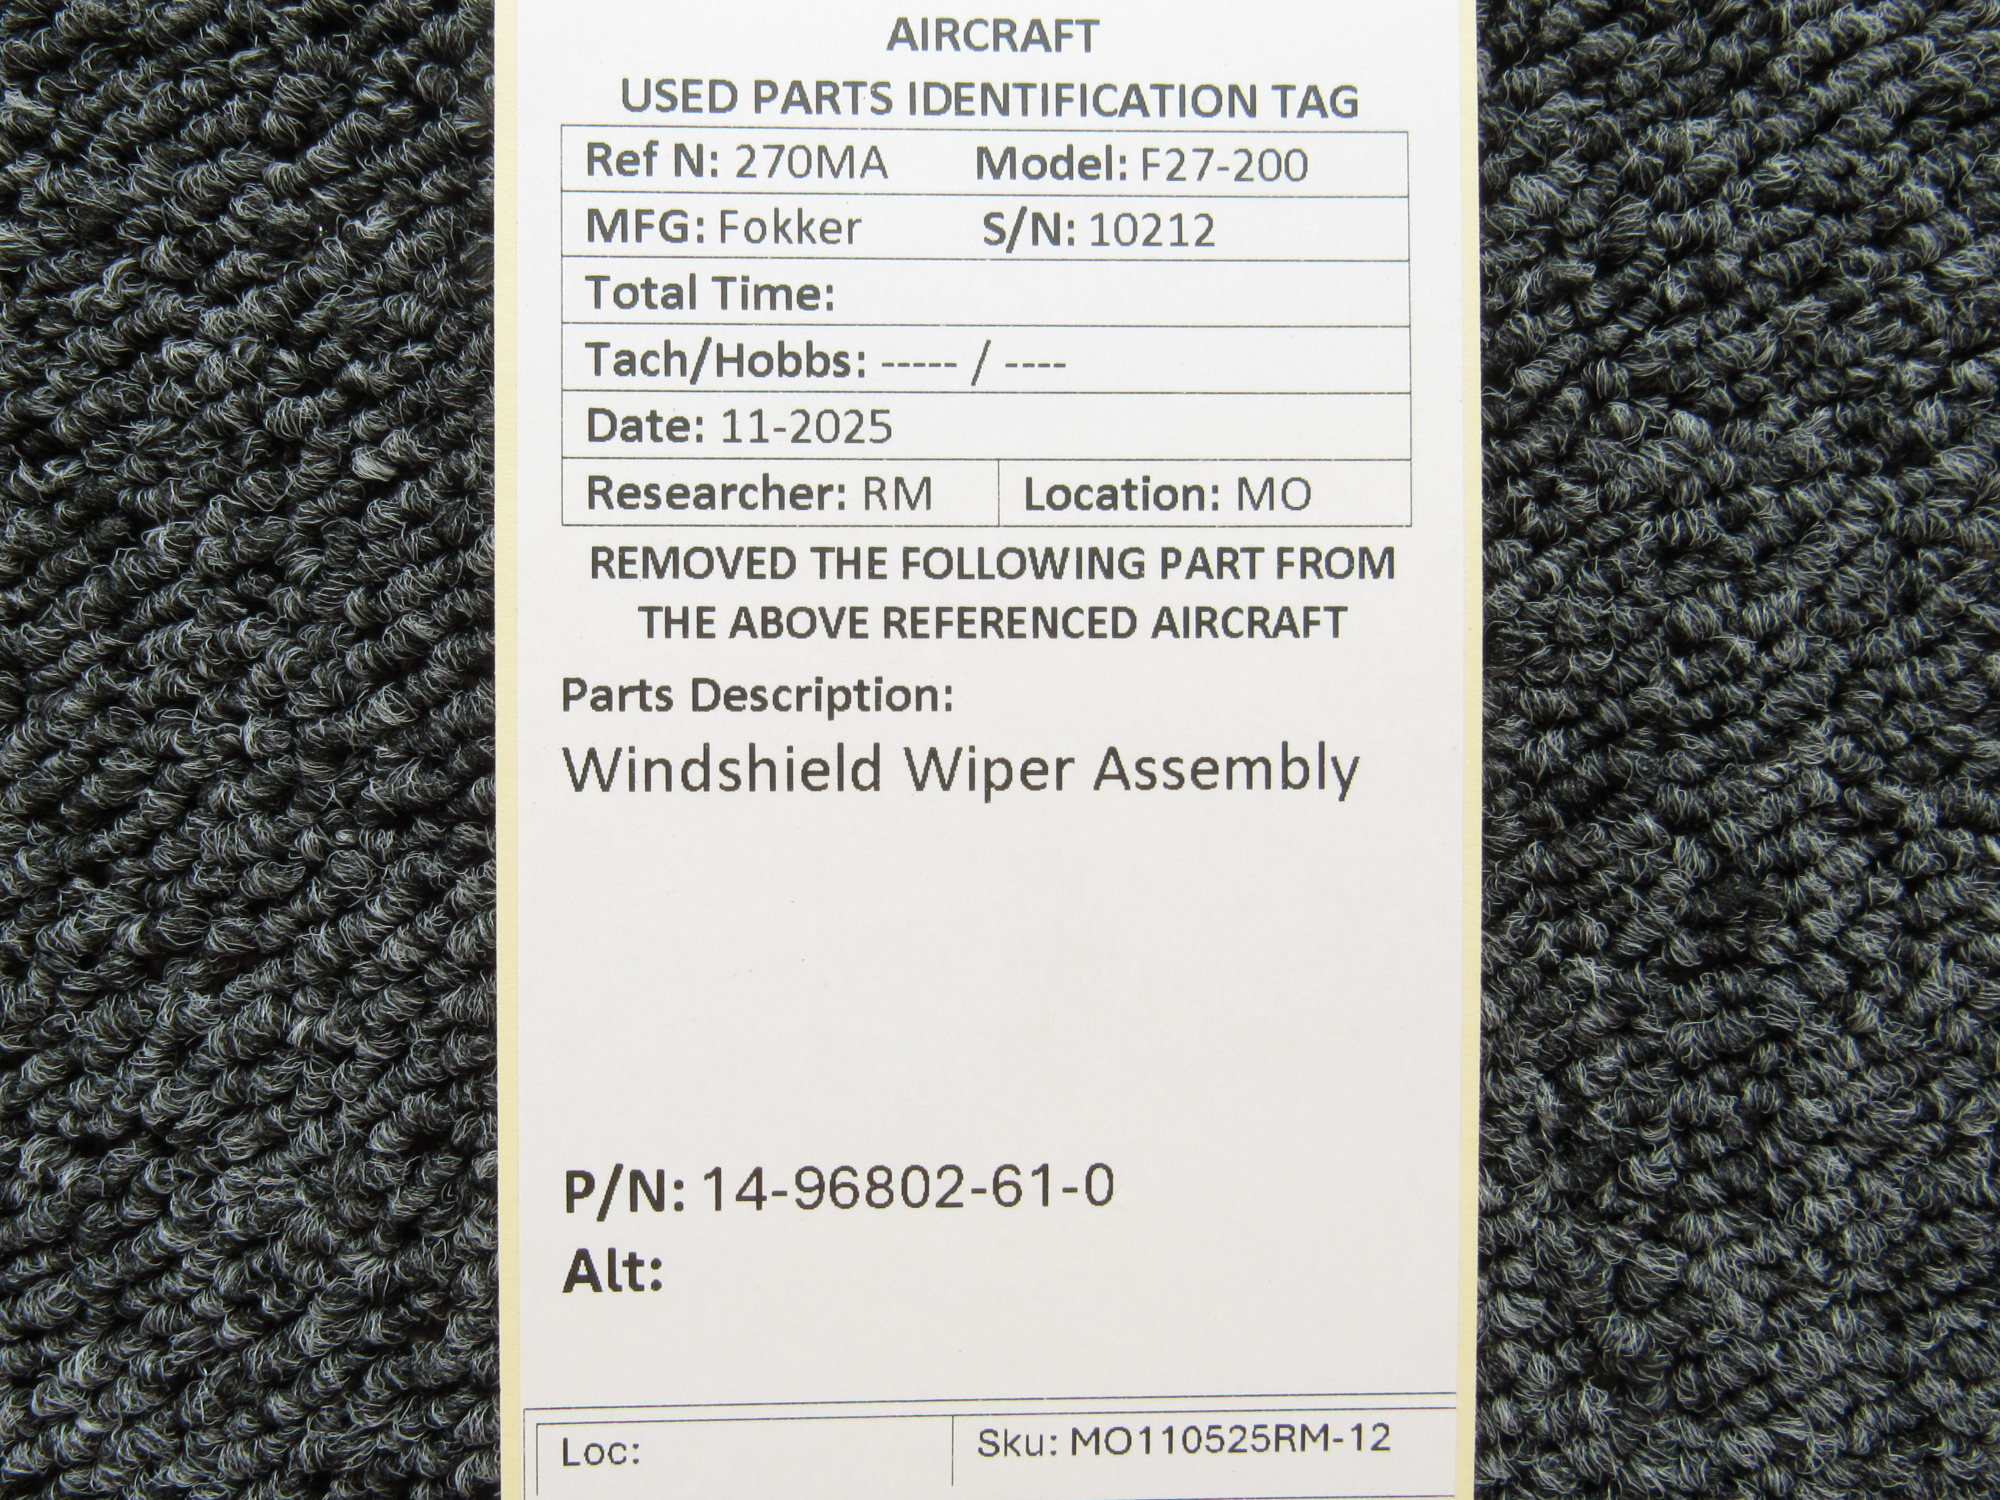 AIRCRAFT
USED PARTS IDENTIFICATION TAG
Ref N: 270MA Model: F27-200
MFG: Fokker S/N: 10212
Total Time:
Tach/Hobbs: ----- / ----
Date: 11-2025
Researcher: RM Location: MO
REMOVED THE FOLLOWING PART FROM
THE ABOVE REFERENCED AIRCRAFT
Parts Description:
Windshield Wiper Assembly
P/N: 14-96802-61-0
Alt:
Loc: Sku: MO110525RM-12